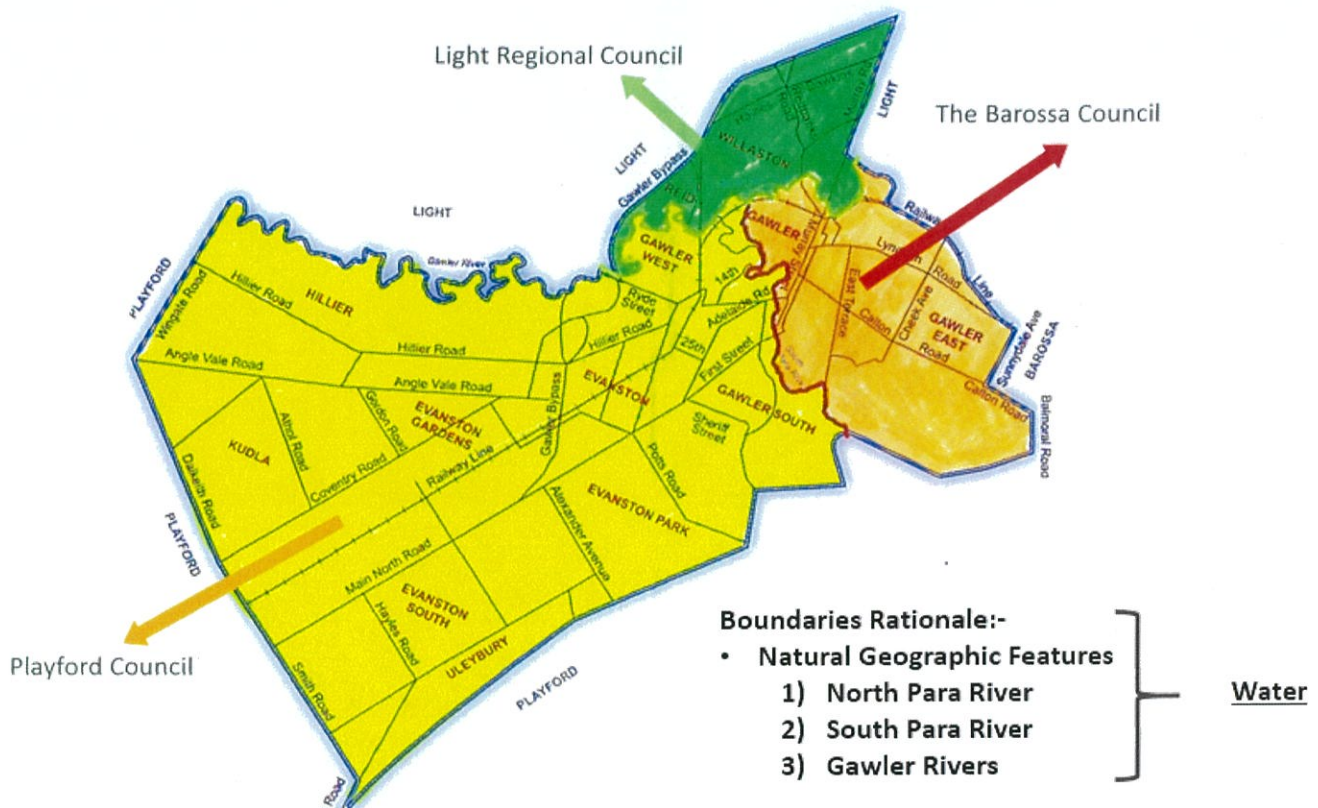 Light Regional Council
The Barossa Council
LIGHT
LIGHT
LIGHT
Gawler Bypass
WILLASTON
Murray Rd
REID
GAWLER
WEST
GAWLER
Railway
Line
Lyndoch
Road
14th
East Terrace
Cheek Ave
GAWLER
EAST
Calton
Road
Calton Road
Sunnydale Ave
BAROSSA
Balmoral Road
PLAYFORD
Wingate Road
Gawler River
HILLIER
Hillier Road
Hillier Road
Ryde
Street
Hillier Road
Adelaide Rd
25th
First Street
Angle Vale Road
Angle Vale Road
EVANSTON
Gawler Bypass
GAWLER SOUTH
Sheriff
Street
Potts Road
EVANSTON
GARDENS
Gordon Road
KUDLA
Coventry Road
Railway Line
Dalkeith Road
EVANSTON PARK
Alexander Avenue
PLAYFORD
Main North Road
EVANSTON
SOUTH
Hayles Road
ULEYBURY
Smith Road
PLAYFORD
Road
Playford Council
Boundaries Rationale:-
• Natural Geographic Features
1) North Para River
2) South Para River
3) Gawler Rivers
Water